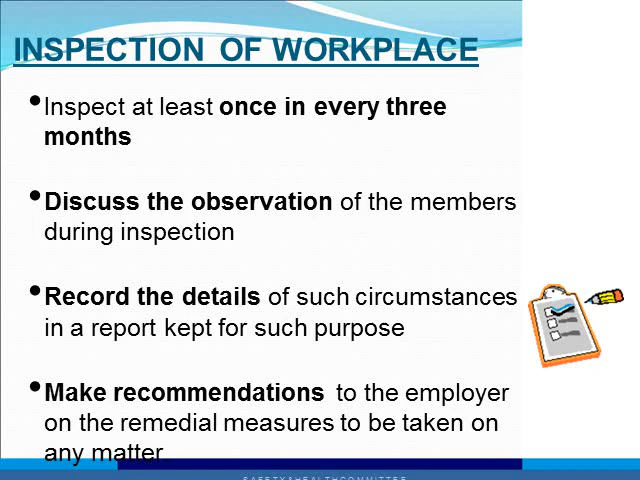 INSPECTION OF WORKPLACE
•Inspect at least once in every three
months
•Discuss the observation of the members
during inspection
•Record the details of such circumstances
in a report kept for such purpose
•Make recommendations to the employer
on the remedial measures to be taken on
any matter
S A F E T Y & H E A L T H C O M M I T T E E